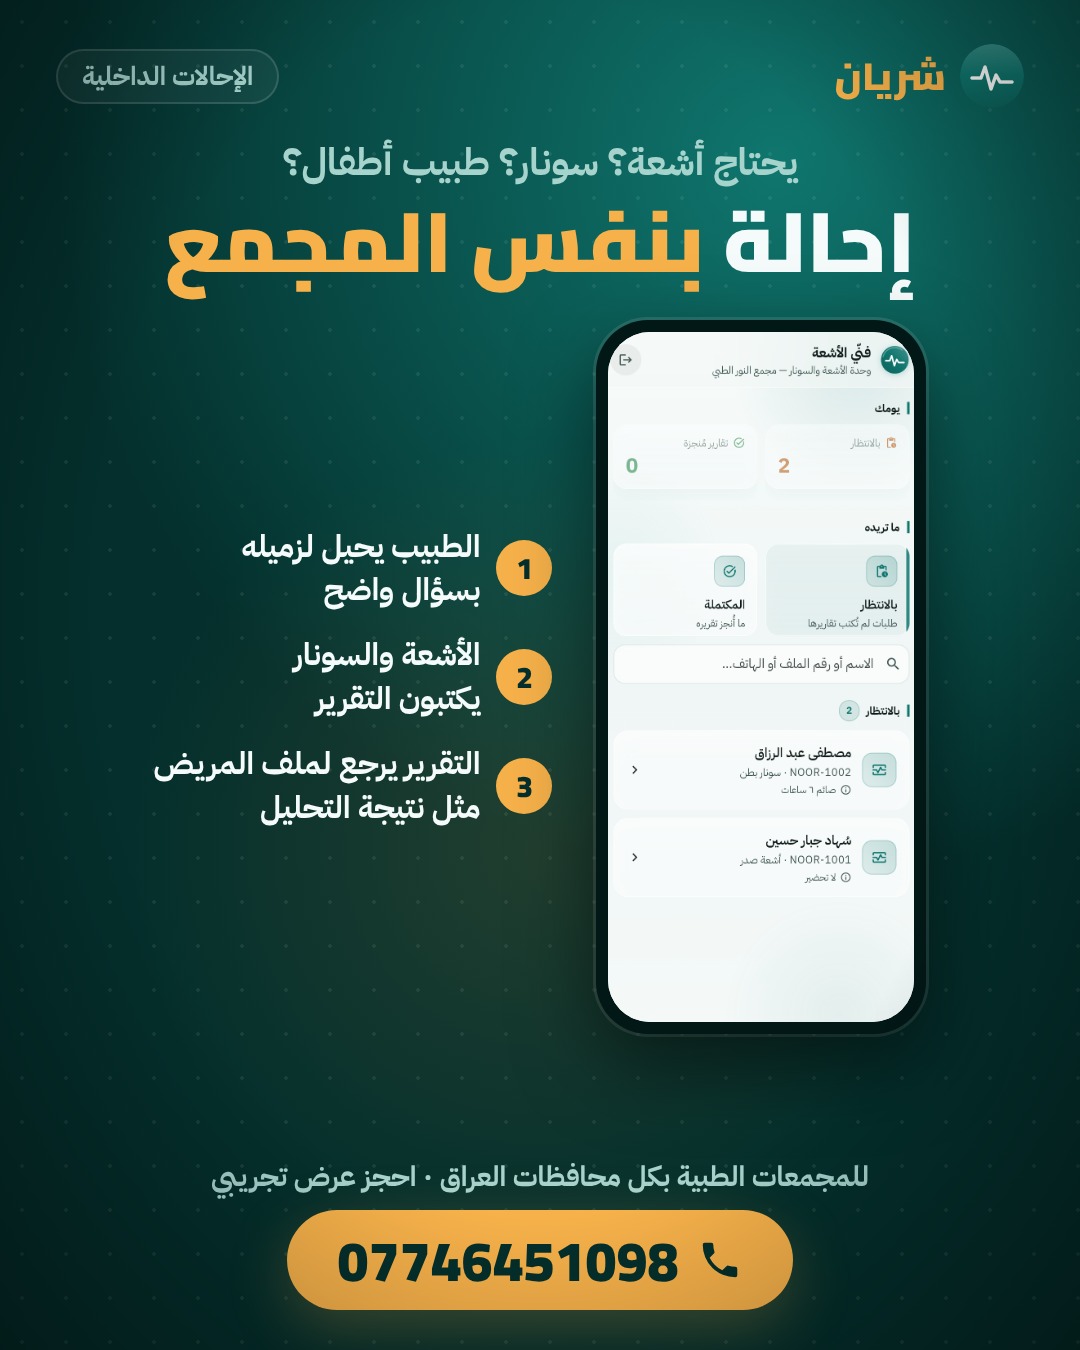 شريان
الإحالات الداخلية
يحتاج أشعة؟ سونار؟ طبيب أطفال؟
إحالة بنفس المجمع
فنّي الأشعة
وحدة الأشعة والسونار — مجمع النور الطبي
يومك
بالانتظار
2
تقارير مُنجزة
0
ما تريده
بالانتظار
طلبات لم تُكتب تقاريرها
المكتملة
ما أُنجز تقريره
الاسم أو رقم الملف أو الهاتف...
بالانتظار 2
مصطفى عبد الرزاق
NOOR-1002 · سونار بطن
صائم ٦ ساعات
سُهاد جبار حسين
NOOR-1001 · أشعة صدر
لا تحضير
1 الطبيب يحيل لزميله
بسؤال واضح
2 الأشعة والسونار
يكتبون التقرير
3 التقرير يرجع لملف المريض
مثل نتيجة التحليل
للمجمعات الطبية بكل محافظات العراق · احجز عرض تجريبي
07746451098